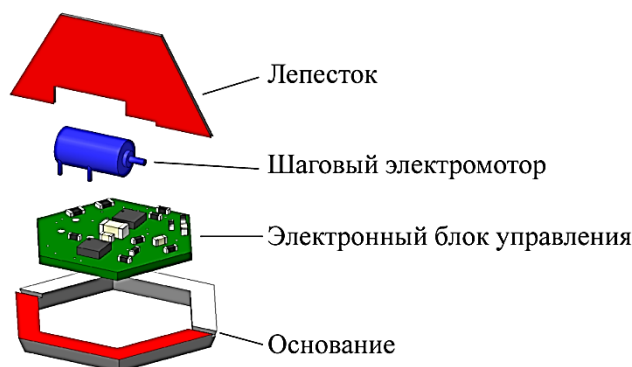 Лепесток
Шаговый электромотор
Электронный блок управления
Основание